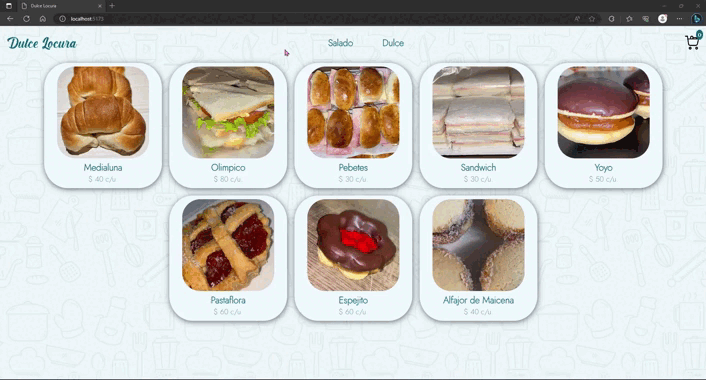 Dulce Locura
localhost:5173
Dulce Locura
Salado
Dulce
0
Medialuna
$ 40 c/u
Olimpico
$ 80 c/u
Pebetes
$ 30 c/u
Sandwich
$ 30 c/u
Yoyo
$ 50 c/u
Pastaflora
$ 60 c/u
Espejito
$ 60 c/u
Alfajor de Maicena
$ 40 c/u